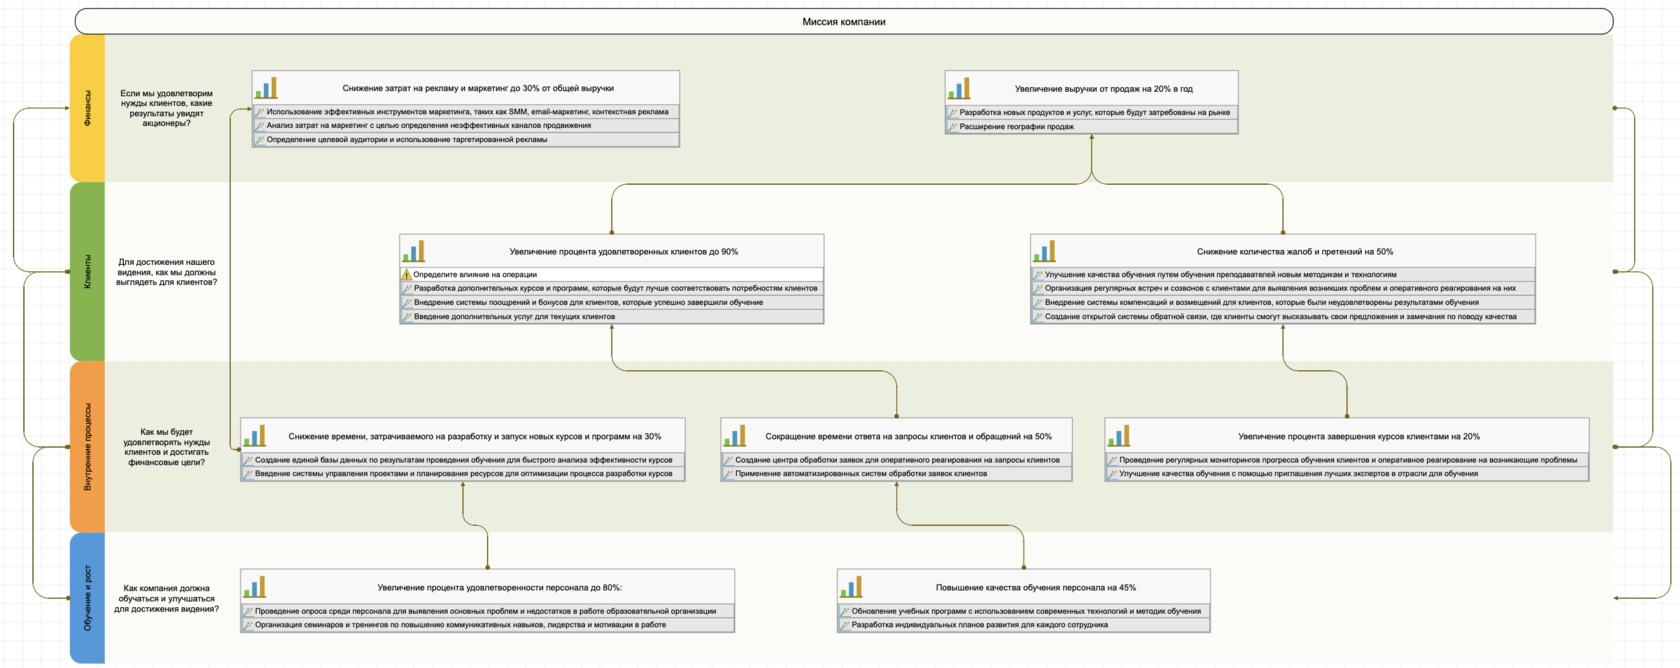 Миссия компании
Финансы
Если мы удовлетворим
нужды клиентов, какие
результаты увидят
акционеры?
Снижение затрат на рекламу и маркетинг до 30% от общей выручки
Использование эффективных инструментов маркетинга, таких как SMM, email-маркетинг, контекстная реклама
Анализ затрат на маркетинг с целью определения неэффективных каналов продвижения
Определение целевой аудитории и использование таргетированной рекламы
Увеличение выручки от продаж на 20% в год
Разработка новых продуктов и услуг, которые будут затребованы на рынке
Расширение географии продаж
Клиенты
Для достижения нашего
видения, как мы должны
выглядеть для клиентов?
Увеличение процента удовлетворенных клиентов до 90%
Определите влияние на операции
Разработка дополнительных курсов и программ, которые будут лучше соответствовать потребностям клиентов
Внедрение системы поощрений и бонусов для клиентов, которые успешно завершили обучение
Введение дополнительных услуг для текущих клиентов
Снижение количества жалоб и претензий на 50%
Улучшение качества обучения путем обучения преподавателей новым методикам и технологиям
Организация регулярных встреч и созвонов с клиентами для выявления возникших проблем и оперативного реагирования на них
Внедрение системы компенсаций и возмещений для клиентов, которые были неудовлетворены результатами обучения
Создание открытой системы обратной связи, где клиенты смогут высказывать свои предложения и замечания по поводу качества
Внутренние процессы
Как мы будет
удовлетворять нужды
клиентов и достигать
финансовые цели?
Снижение времени, затрачиваемого на разработку и запуск новых курсов и программ на 30%
Создание единой базы данных по результатам проведения обучения для быстрого анализа эффективности курсов
Введение системы управления проектами и планирования ресурсов для оптимизации процесса разработки курсов
Сокращение времени ответа на запросы клиентов и обращений на 50%
Создание центра обработки заявок для оперативного реагирования на запросы клиентов
Применение автоматизированных систем обработки заявок клиентов
Увеличение процента завершения курсов клиентами на 20%
Проведение регулярных мониторингов прогресса обучения клиентов и оперативное реагирование на возникающие проблемы
Улучшение качества обучения с помощью приглашения лучших экспертов в отрасли для обучения
Обучение и рост
Как компания должна
обучаться и улучшаться
для достижения видения?
Увеличение процента удовлетворенности персонала до 80%:
Проведение опроса среди персонала для выявления основных проблем и недостатков в работе образовательной организации
Организация семинаров и тренингов по повышению коммуникативных навыков, лидерства и мотивации в работе
Повышение качества обучения персонала на 45%
Обновление учебных программ с использованием современных технологий и методик обучения
Разработка индивидуальных планов развития для каждого сотрудника